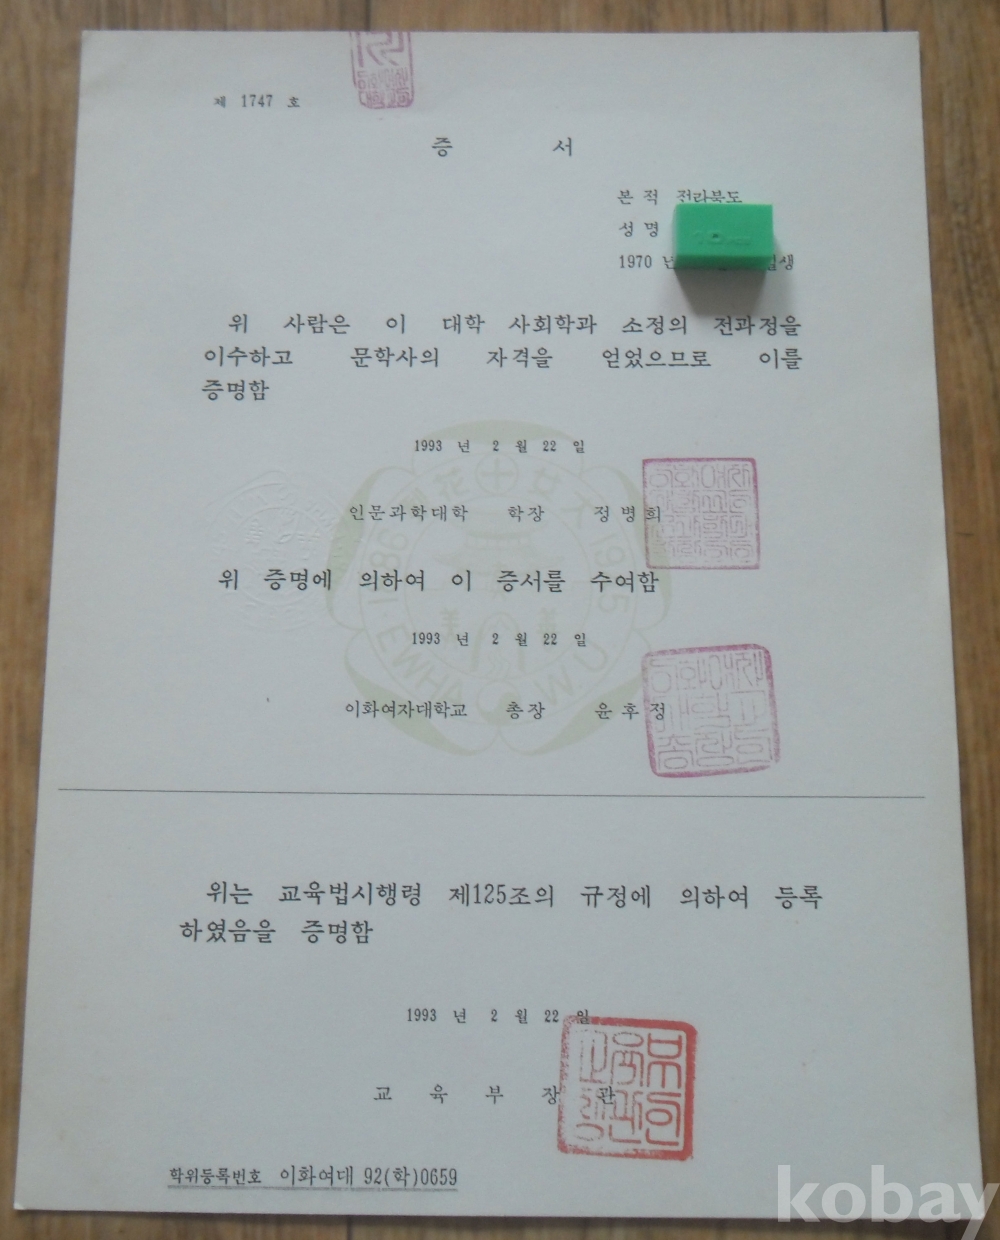 제 1747 호
증 서
본 적 전라북도
성 명
1970 년 일생
위 사람은 이 대학 사회학과 소정의 전과정을
이수하고 문학사의 자격을 얻었으므로 이를
증명함
1993 년 2 월 22 일
인문과학대학 학장 정병희
위 증명에 의하여 이 증서를 수여함
1993 년 2 월 22 일
이화여자대학교 총장 윤후정
위는 교육법시행령 제125조의 규정에 의하여 등록
하였음을 증명함
1993 년 2 월 22 일
교 육 부 장 관
학위등록번호 이화여대 92(학)0659
kobay